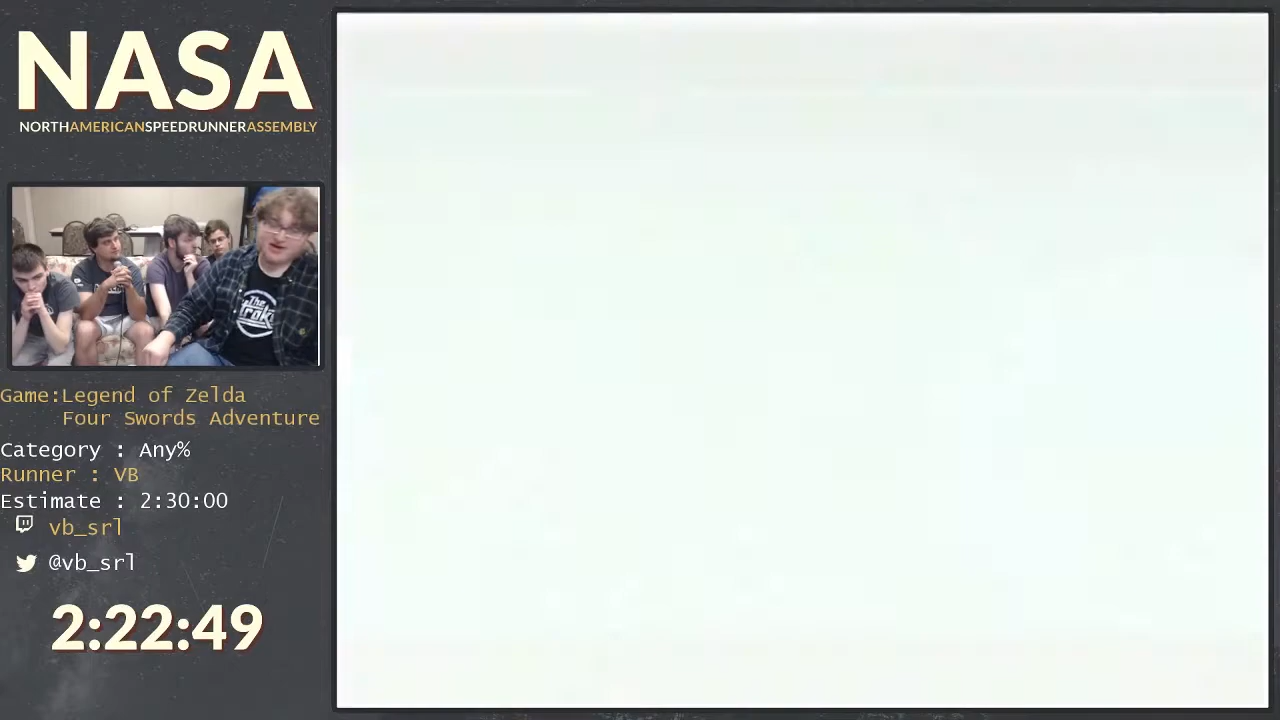 NASA
NORTHAMERICANSPEEDRUNNERASSEMBLY
The
Game:Legend of Zelda
Four Swords Adventure
Category : Any%
Runner : VB
Estimate : 2:30:00
vb_srl
@vb_srl
2:22:49